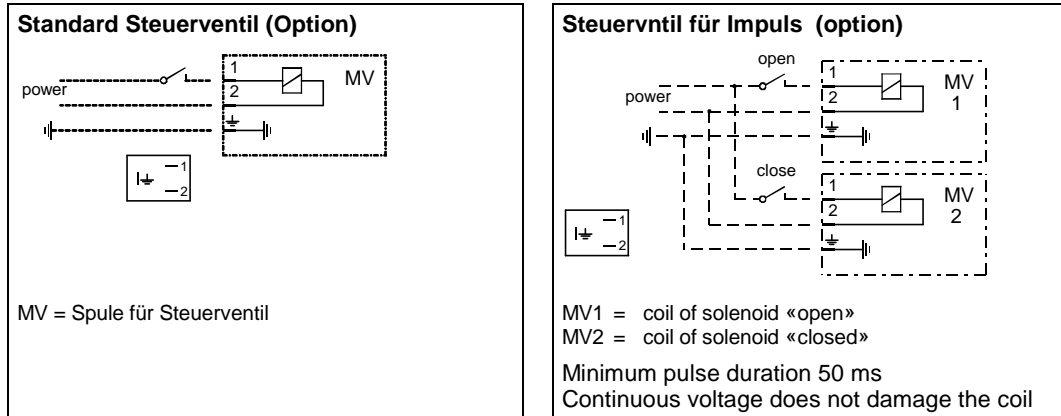 Standard Steuerventil (Option)
power
1
2
MV
1
2
MV = Spule für Steuerventil
Steuervntil für Impuls (option)
open
power
1
2
MV
1
close
1
2
MV
2
1
2
MV1 = coil of solenoid «open»
MV2 = coil of solenoid «closed»
Minimum pulse duration 50 ms
Continuous voltage does not damage the coil